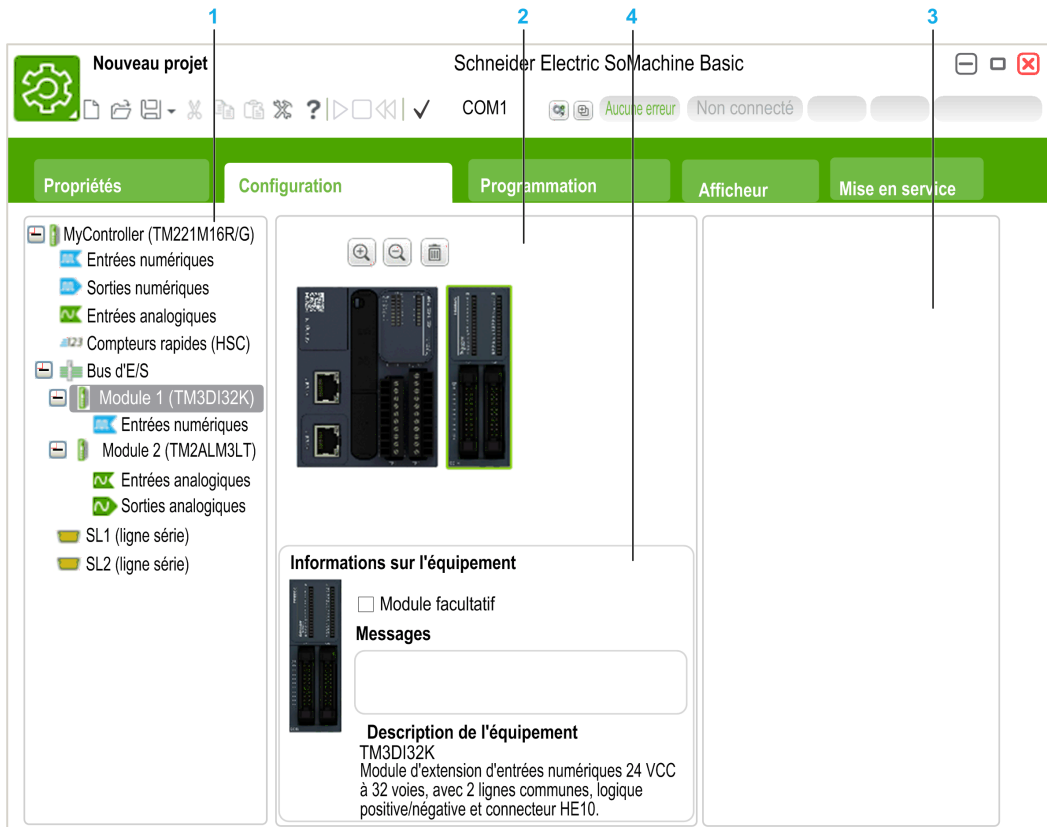 1 2 4 3
Nouveau projet
Schneider Electric SoMachine Basic
COM1
Aucune erreur
Non connecté
Propriétés
Configuration
Programmation
Afficheur
Mise en service
MyController (TM221M16R/G)
Entrées numériques
Sorties numériques
Entrées analogiques
123 Compteurs rapides (HSC)
Bus d'E/S
Module 1 (TM3DI32K)
Entrées numériques
Module 2 (TM2ALM3LT)
Entrées analogiques
Sorties analogiques
SL1 (ligne série)
SL2 (ligne série)
Informations sur l'équipement
Module facultatif
Messages
Description de l'équipement
TM3DI32K
Module d'extension d'entrées numériques 24 VCC
à 32 voies, avec 2 lignes communes, logique
positive/négative et connecteur HE10.